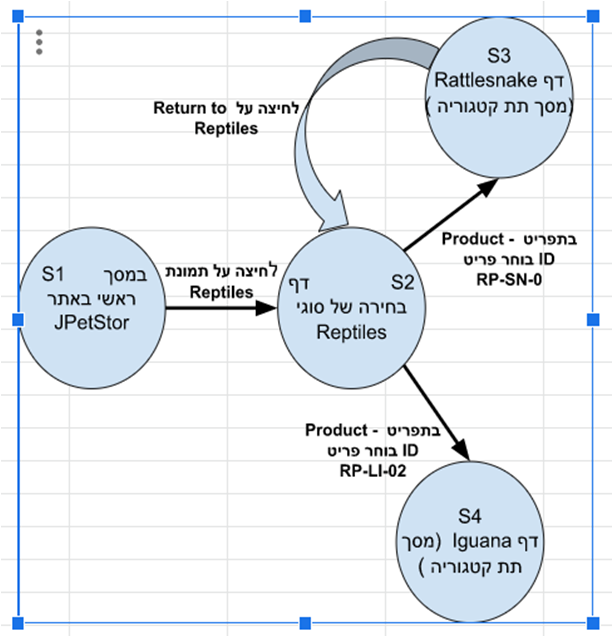 S3
דף Rattlesnake
(מסך תת קטגוריה )
לחיצה על Return to
Reptiles
בתפריט - Product
ID בוחר פריט
RP-SN-0
S1 במסך
ראשי באתר
JPetStor
לחיצה על תמונת
Reptiles
S2 דף
בחירה של סוגי
Reptiles
בתפריט - Product
ID בוחר פריט
RP-LI-02
S4
דף Iguana (מסך
תת קטגוריה )